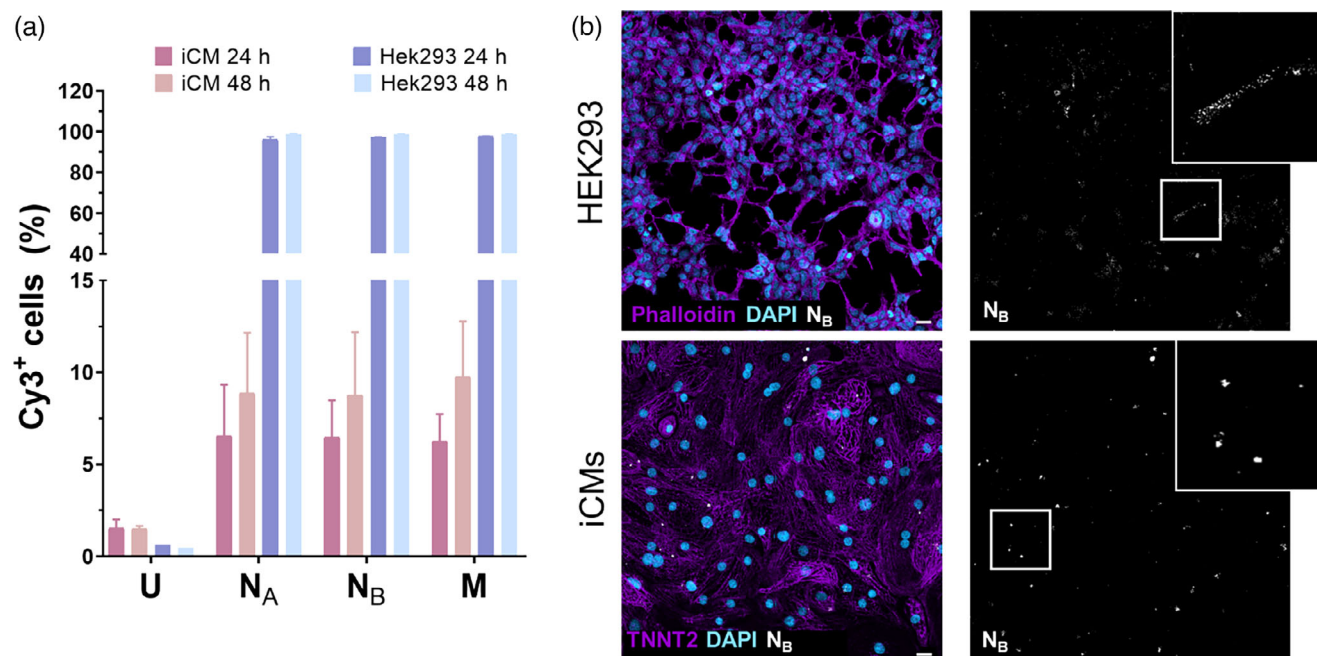 (a)
iCM 24 h
iCM 48 h
Hek293 24 h
Hek293 48 h
Cy3⁺ cells (%)
120
100
80
60
40
15
10
5
0
U
N_A
N_B
M
(b)
HEK293
Phalloidin DAPI N_B
N_B
iCMs
TNNT2 DAPI N_B
N_B